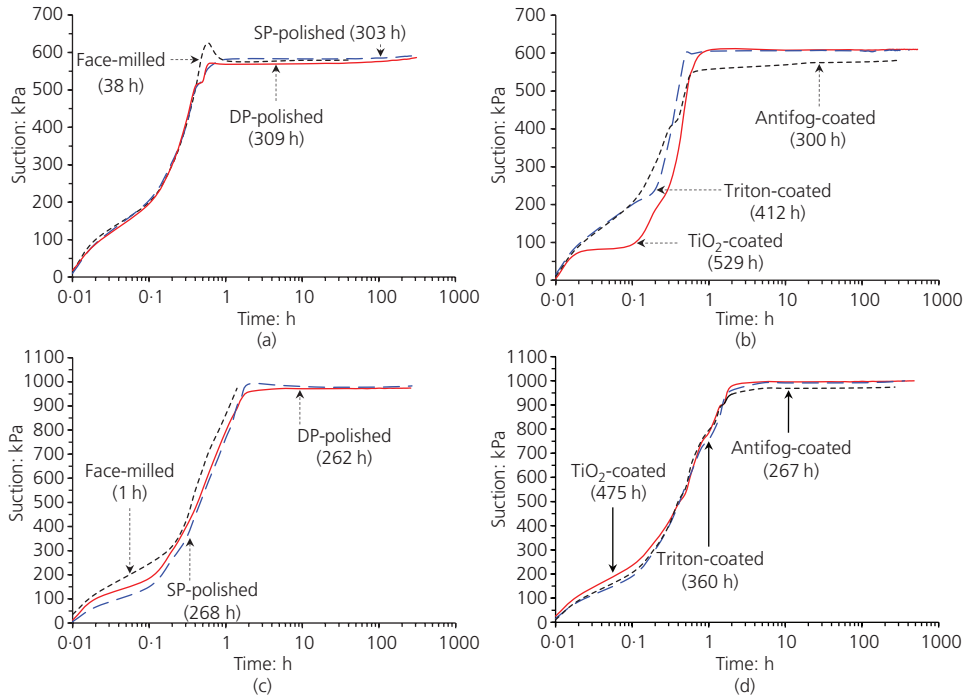 700
600
500
400
300
200
100
0
Suction: kPa
Face-milled
(38 h)
SP-polished
(303 h)
DP-polished
(309 h)
0·01
0·1
1
10
100
1000
Time: h
(a)
700
600
500
400
300
200
100
0
Suction: kPa
Antifog-coated
(300 h)
Triton-coated
(412 h)
TiO2-coated
(529 h)
0·01
0·1
1
10
100
1000
Time: h
(b)
1100
1000
900
800
700
600
500
400
300
200
100
0
Suction: kPa
Face-milled
(1 h)
DP-polished
(262 h)
SP-polished
(268 h)
0·01
0·1
1
10
100
1000
Time: h
(c)
1100
1000
900
800
700
600
500
400
300
200
100
0
Suction: kPa
TiO2-coated
(475 h)
Antifog-coated
(267 h)
Triton-coated
(360 h)
0·01
0·1
1
10
100
1000
Time: h
(d)